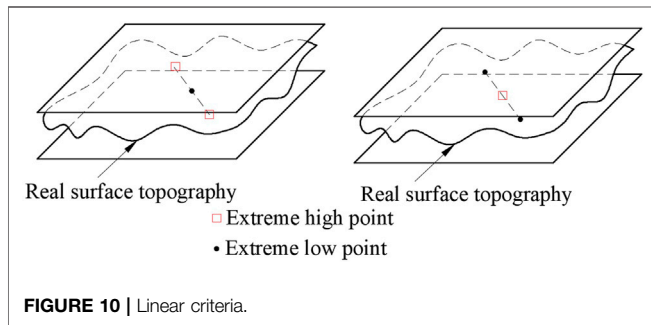 Real surface topography
Real surface topography
Extreme high point
Extreme low point
FIGURE 10 | Linear criteria.